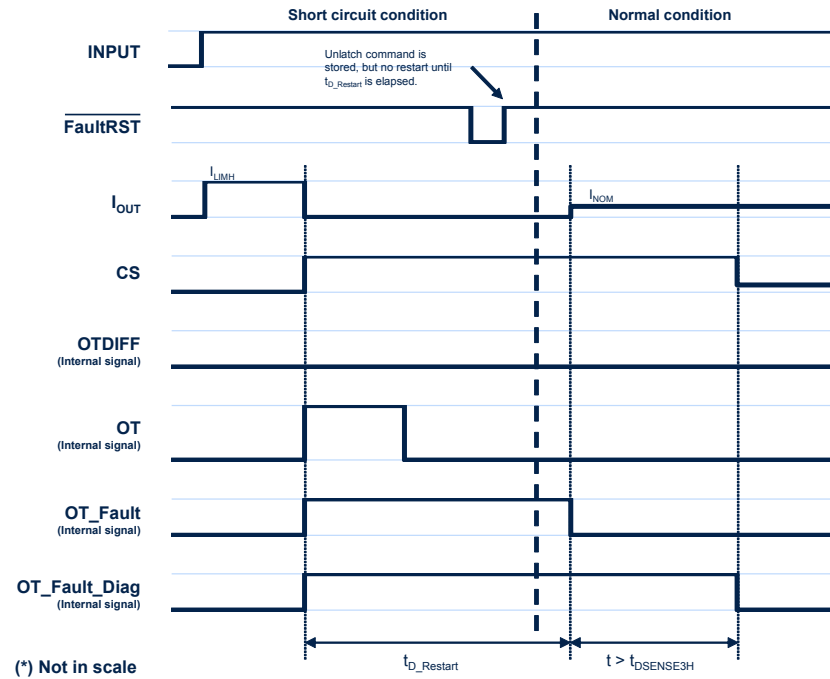 Short circuit condition
Normal condition
INPUT
Unlatch command is
stored, but no restart until
tD_Restart is elapsed.
FaultRST
ILIMH
INOM
IOUT
CS
OTDIFF
(Internal signal)
OT
(Internal signal)
OT_Fault
(Internal signal)
OT_Fault_Diag
(Internal signal)
tD_Restart
t > tDSENSE3H
(*) Not in scale